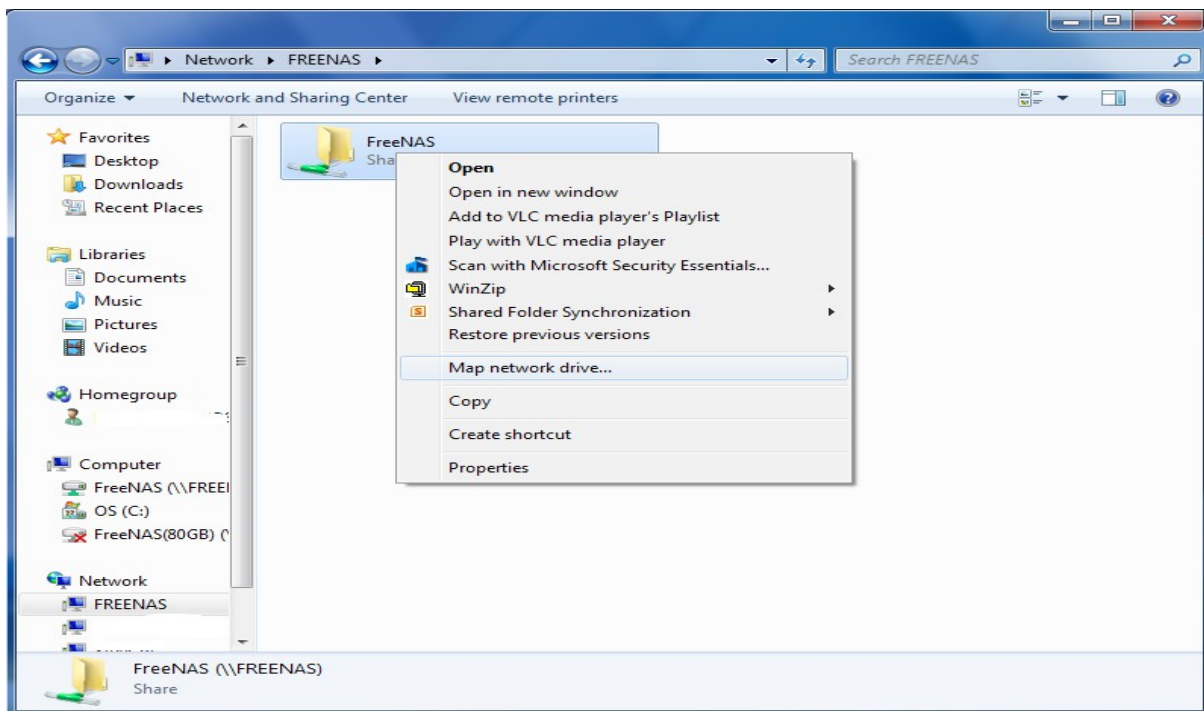 Network ▸ FREENAS ▸
Search FREENAS
Organize
Network and Sharing Center
View remote printers
Favorites
Desktop
Downloads
Recent Places
Libraries
Documents
Music
Pictures
Videos
Homegroup
Computer
FreeNAS (\\FREE
OS (C:)
FreeNAS(80GB) (
Network
FREENAS
FreeNAS
Sha
Open
Open in new window
Add to VLC media player's Playlist
Play with VLC media player
Scan with Microsoft Security Essentials...
WinZip
Shared Folder Synchronization
Restore previous versions
Map network drive...
Copy
Create shortcut
Properties
FreeNAS (\\FREENAS)
Share